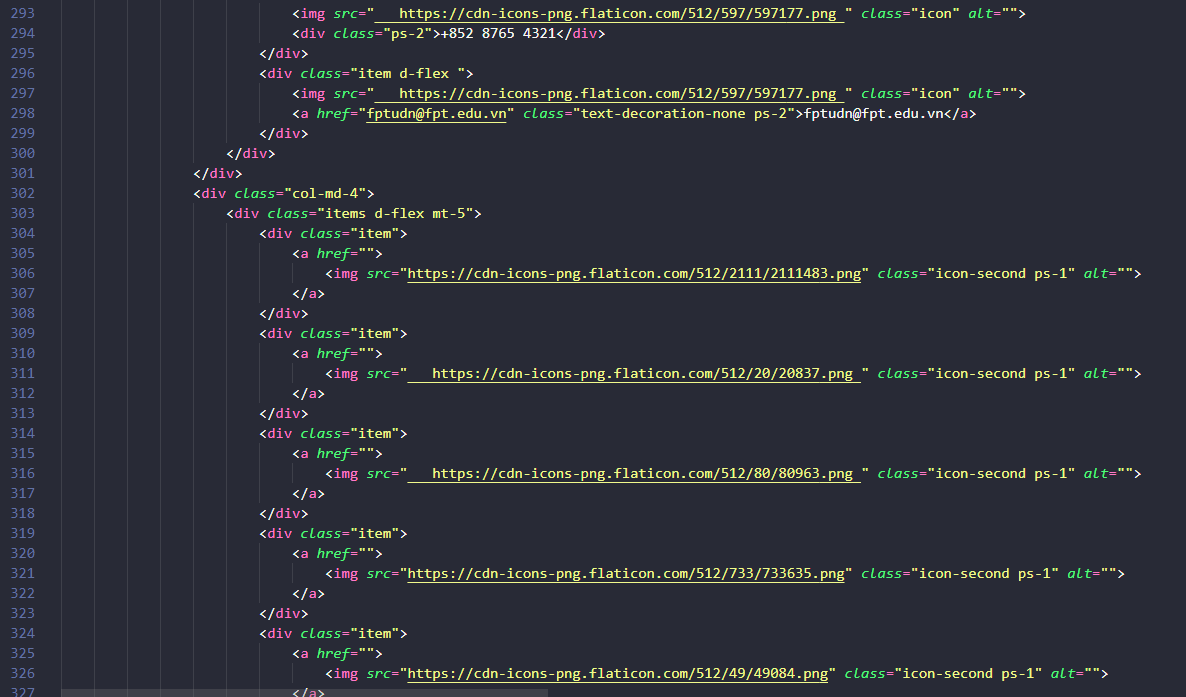 293 <img src="   https://cdn-icons-png.flaticon.com/512/597/597177.png " class="icon" alt="">
294 <div class="ps-2">+852 8765 4321</div>
295 </div>
296 <div class="item d-flex ">
297 <img src="   https://cdn-icons-png.flaticon.com/512/597/597177.png " class="icon" alt="">
298 <a href="fptudn@fpt.edu.vn" class="text-decoration-none ps-2">fptudn@fpt.edu.vn</a>
299 </div>
300 </div>
301 </div>
302 <div class="col-md-4">
303 <div class="items d-flex mt-5">
304 <div class="item">
305 <a href="">
306 <img src="https://cdn-icons-png.flaticon.com/512/2111/2111483.png" class="icon-second ps-1" alt="">
307 </a>
308 </div>
309 <div class="item">
310 <a href="">
311 <img src="   https://cdn-icons-png.flaticon.com/512/20/20837.png " class="icon-second ps-1" alt="">
312 </a>
313 </div>
314 <div class="item">
315 <a href="">
316 <img src="   https://cdn-icons-png.flaticon.com/512/80/80963.png " class="icon-second ps-1" alt="">
317 </a>
318 </div>
319 <div class="item">
320 <a href="">
321 <img src="https://cdn-icons-png.flaticon.com/512/733/733635.png" class="icon-second ps-1" alt="">
322 </a>
323 </div>
324 <div class="item">
325 <a href="">
326 <img src="https://cdn-icons-png.flaticon.com/512/49/49084.png" class="icon-second ps-1" alt="">
327 </a>